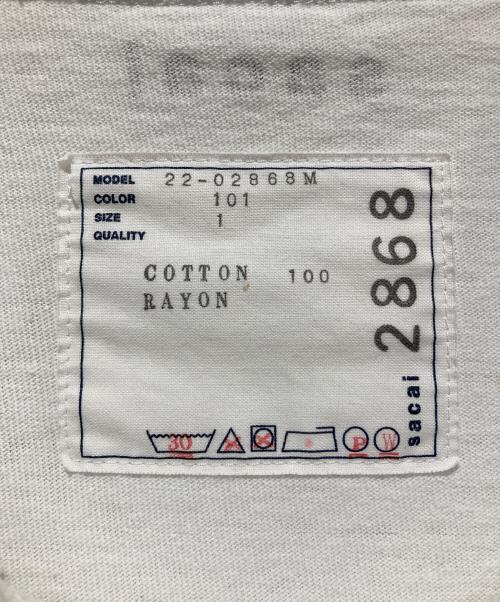 MODEL 22-02868M
COLOR 101
SIZE 1
QUALITY
COTTON 100
RAYON
2868
sacai
30
P
W